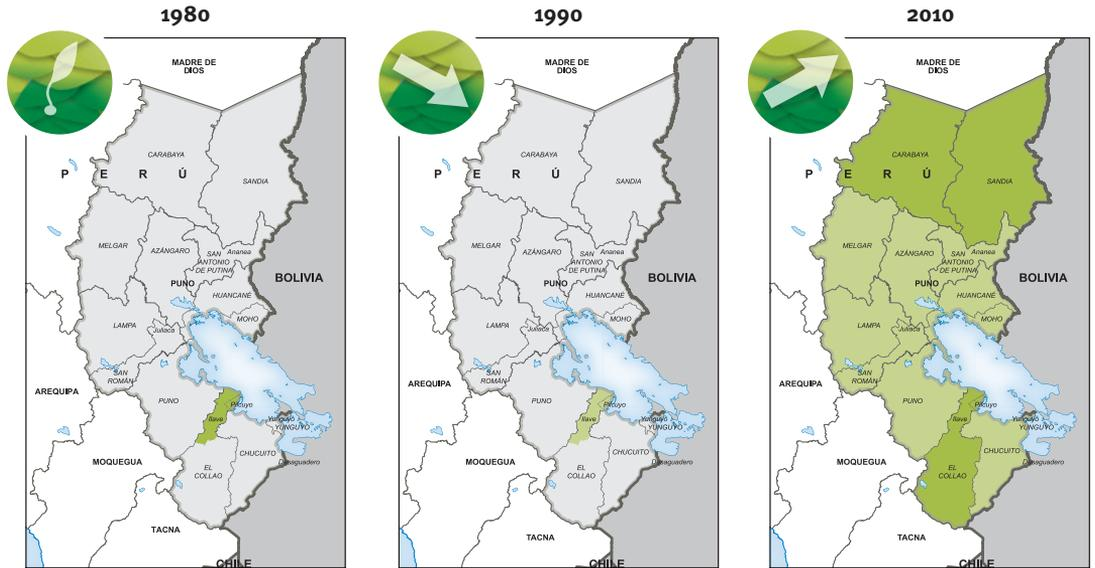 1980
MADRE DE
DIOS
CARABAYA
P E R Ú
SANDIA
MELGAR
AZÁNGARO
SAN
ANTONIO
DE PUTINA
Ananea
PUNO
BOLIVIA
HUANCANÉ
MOHO
LAMPA
Juliaca
SAN
ROMÁN
AREQUIPA
PUNO
Pilcuyo
Ilave
Yunguyo
YUNGUYO
CHUCUITO
Desaguadero
MOQUEGUA
EL
COLLAO
TACNA
CHILE
1990
MADRE DE
DIOS
CARABAYA
P E R Ú
SANDIA
MELGAR
AZÁNGARO
SAN
ANTONIO
DE PUTINA
Ananea
PUNO
BOLIVIA
HUANCANÉ
MOHO
LAMPA
Juliaca
SAN
ROMÁN
AREQUIPA
PUNO
Pilcuyo
Ilave
Yunguyo
YUNGUYO
CHUCUITO
Desaguadero
MOQUEGUA
EL
COLLAO
TACNA
CHILE
2010
MADRE DE
DIOS
CARABAYA
P E R Ú
SANDIA
MELGAR
AZÁNGARO
SAN
ANTONIO
DE PUTINA
Ananea
PUNO
BOLIVIA
HUANCANÉ
MOHO
LAMPA
Juliaca
SAN
ROMÁN
AREQUIPA
PUNO
Pilcuyo
Ilave
Yunguyo
YUNGUYO
CHUCUITO
Desaguadero
MOQUEGUA
EL
COLLAO
TACNA
CHILE